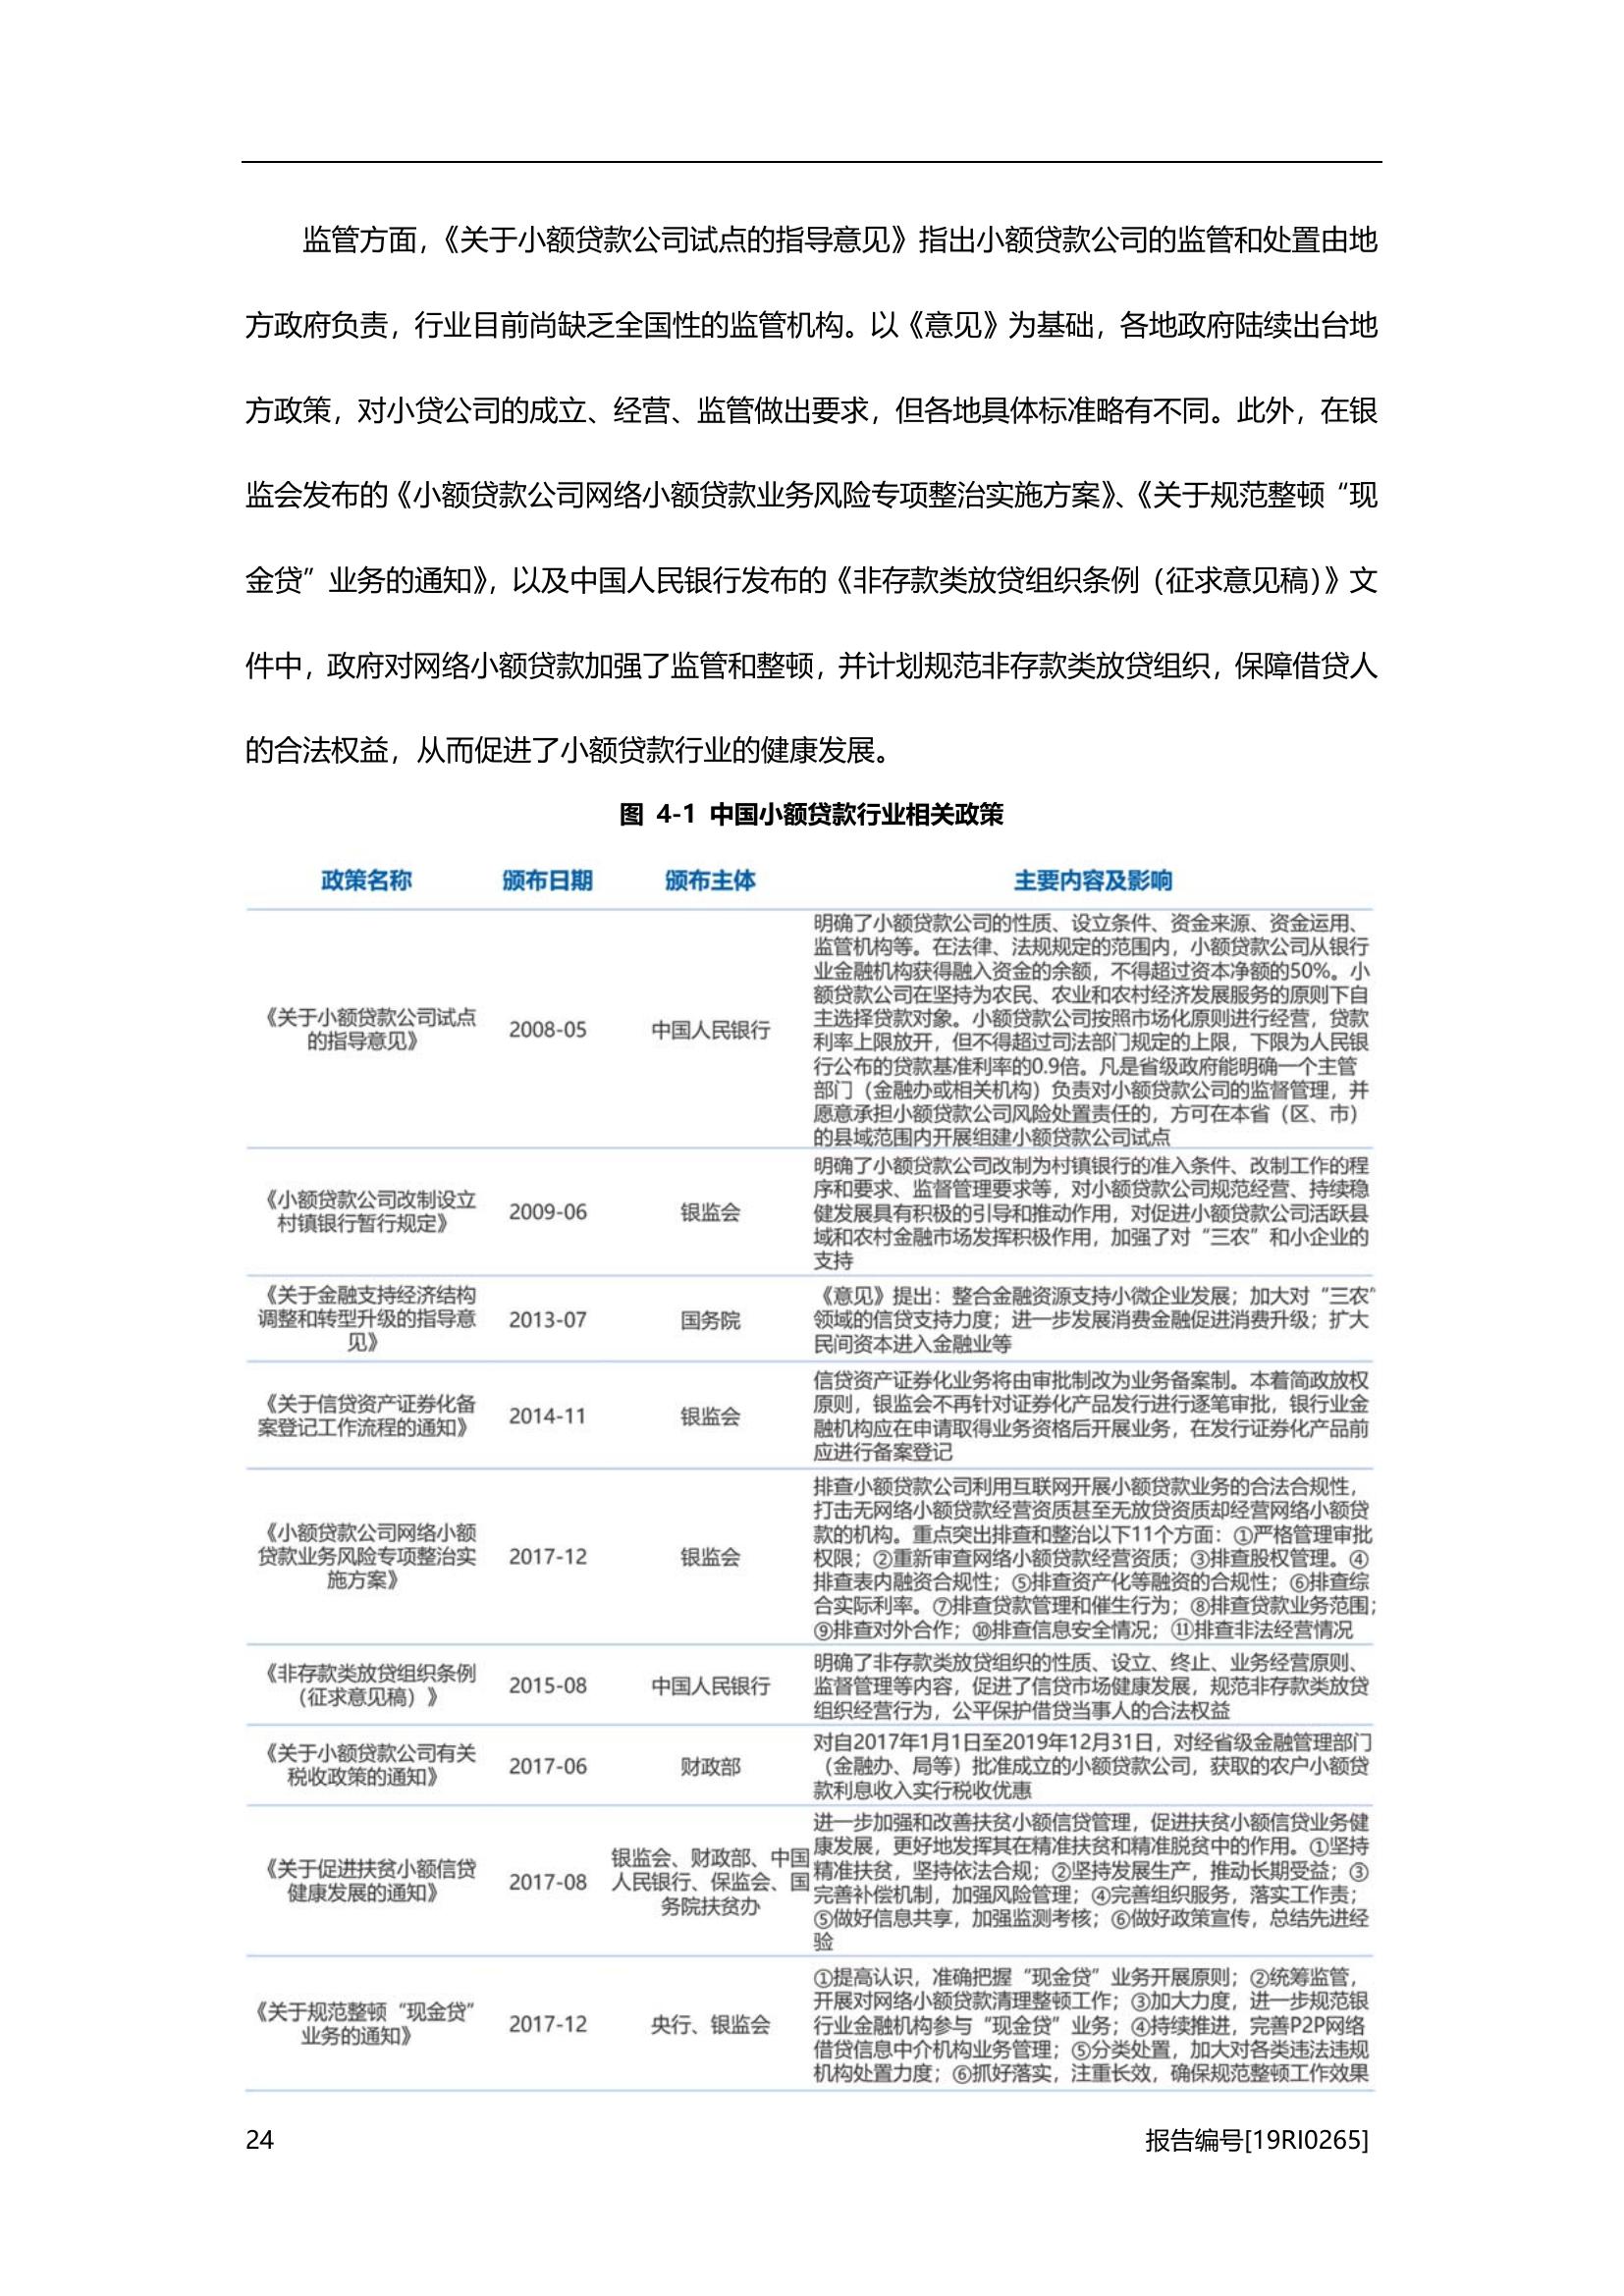 监管方面，《关于小额贷款公司试点的指导意见》指出小额贷款公司的监管和处置由地
方政府负责，行业目前尚缺乏全国性的监管机构。以《意见》为基础，各地政府陆续出台地
方政策，对小贷公司的成立、经营、监管做出要求，但各地具体标准略有不同。此外，在银
监会发布的《小额贷款公司网络小额贷款业务风险专项整治实施方案》、《关于规范整顿“现
金贷”业务的通知》，以及中国人民银行发布的《非存款类放贷组织条例（征求意见稿）》文
件中，政府对网络小额贷款加强了监管和整顿，并计划规范非存款类放贷组织，保障借贷人
的合法权益，从而促进了小额贷款行业的健康发展。
图 4-1 中国小额贷款行业相关政策
政策名称 颁布日期 颁布主体 主要内容及影响
《关于小额贷款公司试点
的指导意见》
2008-05
中国人民银行
明确了小额贷款公司的性质、设立条件、资金来源、资金运用、
监管机构等。在法律、法规规定的范围内，小额贷款公司从银行
业金融机构获得融入资金的余额，不得超过资本净额的50%。小
额贷款公司在坚持为农民、农业和农村经济发展服务的原则下自
主选择贷款对象。小额贷款公司按照市场化原则进行经营，贷款
利率上限放开，但不得超过司法部门规定的上限，下限为人民银
行公布的贷款基准利率的0.9倍。凡是省级政府能明确一个主管
部门（金融办或相关机构）负责对小额贷款公司的监督管理，并
愿意承担小额贷款公司风险处置责任的，方可在本省（区、市）
的县域范围内开展组建小额贷款公司试点
《小额贷款公司改制设立
村镇银行暂行规定》
2009-06
银监会
明确了小额贷款公司改制为村镇银行的准入条件、改制工作的程
序和要求、监督管理要求等，对小额贷款公司规范经营、持续稳
健发展具有积极的引导和推动作用，对促进小额贷款公司活跃县
域和农村金融市场发挥积极作用，加强了对“三农”和小企业的
支持
《关于金融支持经济结构
调整和转型升级的指导意
见》
2013-07
国务院
《意见》提出：整合金融资源支持小微企业发展；加大对“三农”
领域的信贷支持力度；进一步发展消费金融促进消费升级；扩大
民间资本进入金融业等
《关于信贷资产证券化备
案登记工作流程的通知》
2014-11
银监会
信贷资产证券化业务将由审批制改为业务备案制。本着简政放权
原则，银监会不再针对证券化产品发行进行逐笔审批，银行业金
融机构应在申请取得业务资格后开展业务，在发行证券化产品前
应进行备案登记
《小额贷款公司网络小额
贷款业务风险专项整治实
施方案》
2017-12
银监会
排查小额贷款公司利用互联网开展小额贷款业务的合法合规性，
打击无网络小额贷款经营资质甚至无放贷资质却经营网络小额贷
款的机构。重点突出排查和整治以下11个方面：①严格管理审批
权限；②重新审查网络小额贷款经营资质；③排查股权管理。④
排查表内融资合规性；⑤排查资产化等融资的合规性；⑥排查综
合实际利率。⑦排查贷款管理和催生行为；⑧排查贷款业务范围；
⑨排查对外合作；⑩排查信息安全情况；⑪排查非法经营情况
《非存款类放贷组织条例
（征求意见稿）》
2015-08
中国人民银行
明确了非存款类放贷组织的性质、设立、终止、业务经营原则、
监督管理等内容，促进了信贷市场健康发展，规范非存款类放贷
组织经营行为，公平保护借贷当事人的合法权益
《关于小额贷款公司有关
税收政策的通知》
2017-06
财政部
对自2017年1月1日至2019年12月31日，对经省级金融管理部门
（金融办、局等）批准成立的小额贷款公司，获取的农户小额贷
款利息收入实行税收优惠
《关于促进扶贫小额信贷
健康发展的通知》
2017-08
银监会、财政部、中国
人民银行、保监会、国
务院扶贫办
进一步加强和改善扶贫小额信贷管理，促进扶贫小额信贷业务健
康发展，更好地发挥其在精准扶贫和精准脱贫中的作用。①坚持
精准扶贫，坚持依法合规；②坚持发展生产，推动长期受益；③
完善补偿机制，加强风险管理；④完善组织服务，落实工作责；
⑤做好信息共享，加强监测考核；⑥做好政策宣传，总结先进经
验
《关于规范整顿“现金贷”
业务的通知》
2017-12
央行、银监会
①提高认识，准确把握“现金贷”业务开展原则；②统筹监管，
开展对网络小额贷款清理整顿工作；③加大力度，进一步规范银
行业金融机构参与“现金贷”业务；④持续推进，完善P2P网络
借贷信息中介机构业务管理；⑤分类处置，加大对各类违法违规
机构处置力度；⑥抓好落实，注重长效，确保规范整顿工作效果
24 报告编号[19RI0265]